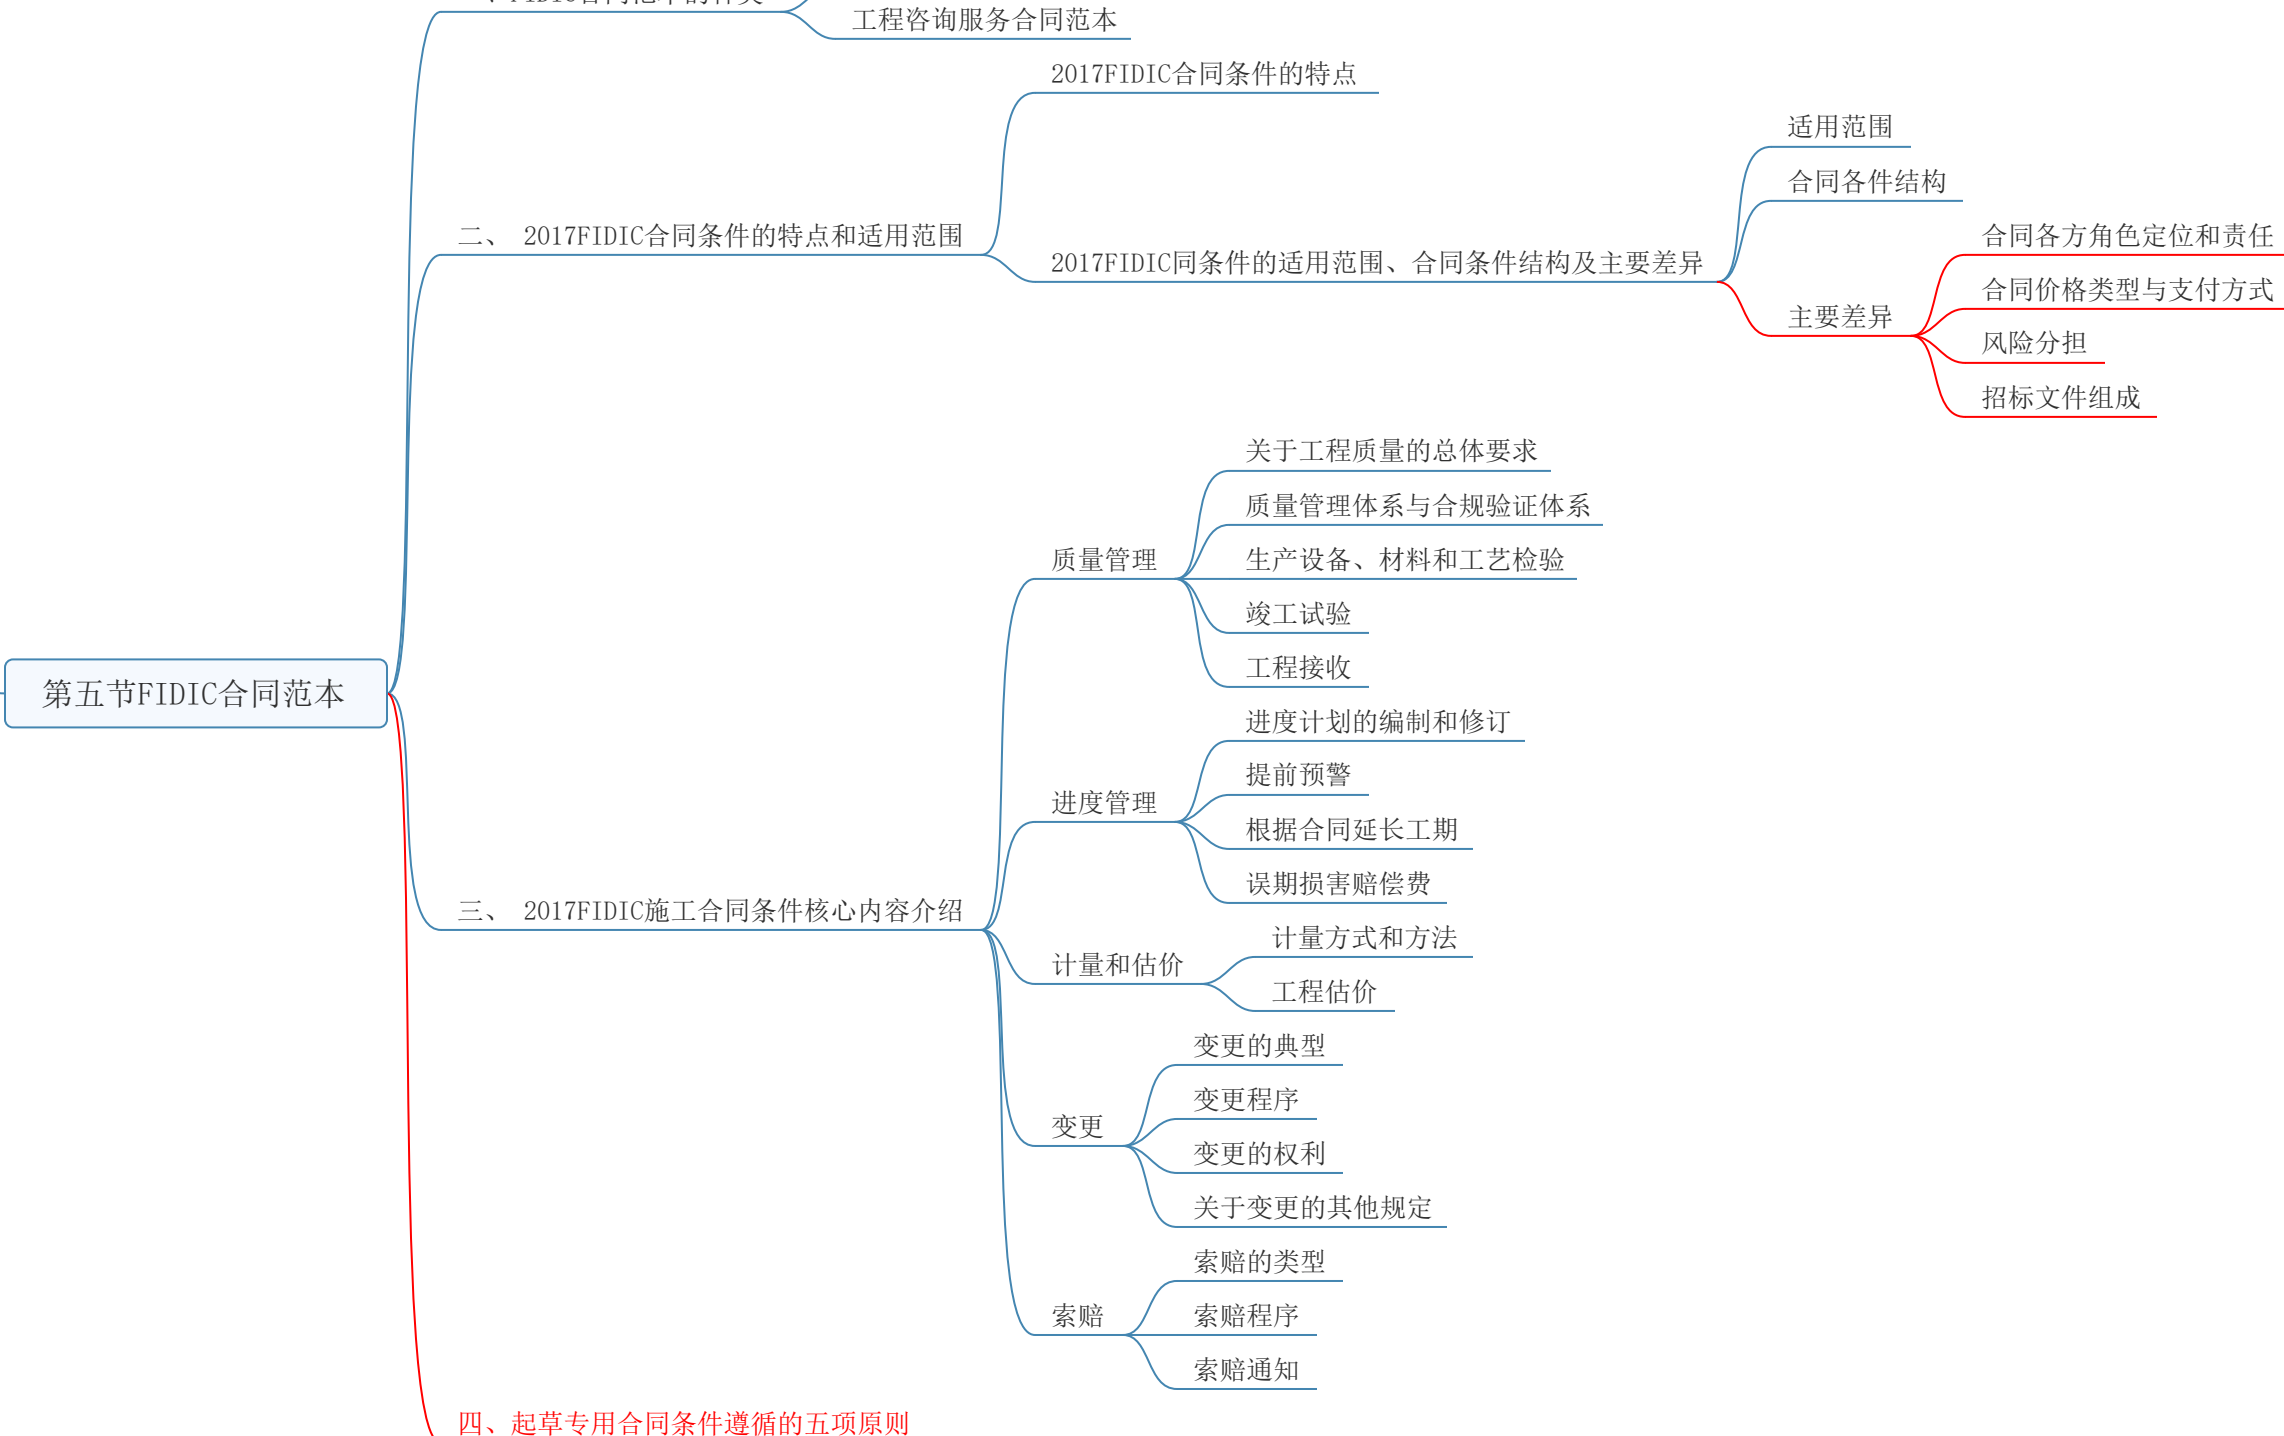 、FIDIC合同范本的种类
工程咨询服务合同范本
2017FIDIC合同条件的特点
适用范围
合同各件结构
二、 2017FIDIC合同条件的特点和适用范围
合同各方角色定位和责任
2017FIDIC同条件的适用范围、合同条件结构及主要差异
合同价格类型与支付方式
主要差异
风险分担
招标文件组成
关于工程质量的总体要求
质量管理体系与合规验证体系
质量管理
生产设备、材料和工艺检验
竣工试验
工程接收
第五节FIDIC合同范本
进度计划的编制和修订
提前预警
进度管理
根据合同延长工期
误期损害赔偿费
三、 2017FIDIC施工合同条件核心内容介绍
计量方式和方法
计量和估价
工程估价
变更的典型
变更程序
变更
变更的权利
关于变更的其他规定
索赔的类型
索赔
索赔程序
索赔通知
四、起草专用合同条件遵循的五项原则